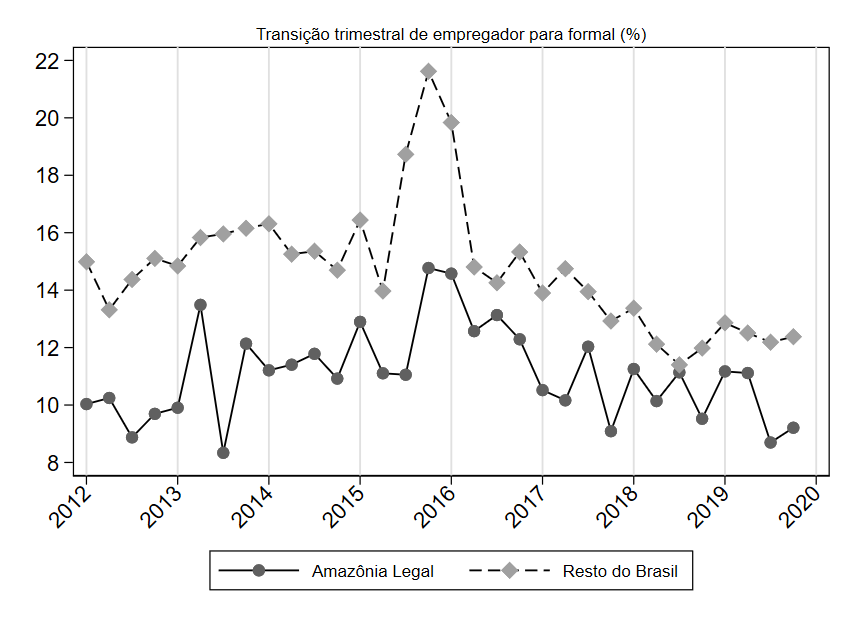 Transição trimestral de empregador para formal (%)
22
20
18
16
14
12
10
8
2012 2013 2014 2015 2016 2017 2018 2019 2020
Amazônia Legal Resto do Brasil